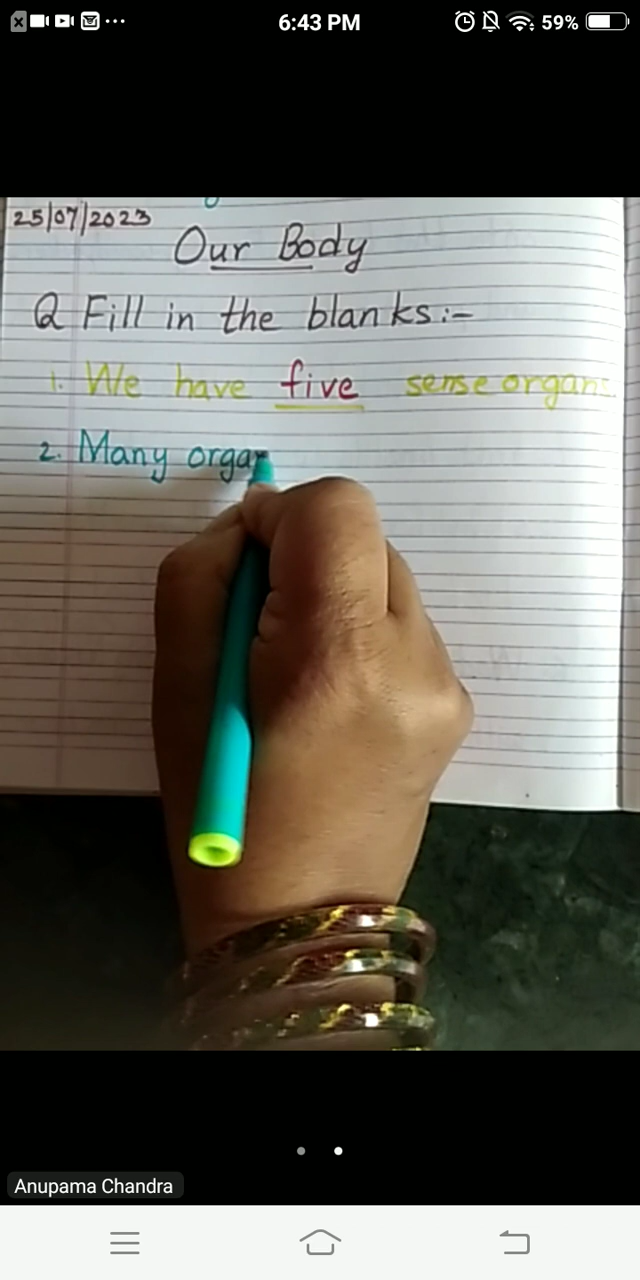 6:43 PM
59%
25/07/2023
Our Body
Q Fill in the blanks:-
1. We have five sense organs
2. Many organ
Anupama Chandra